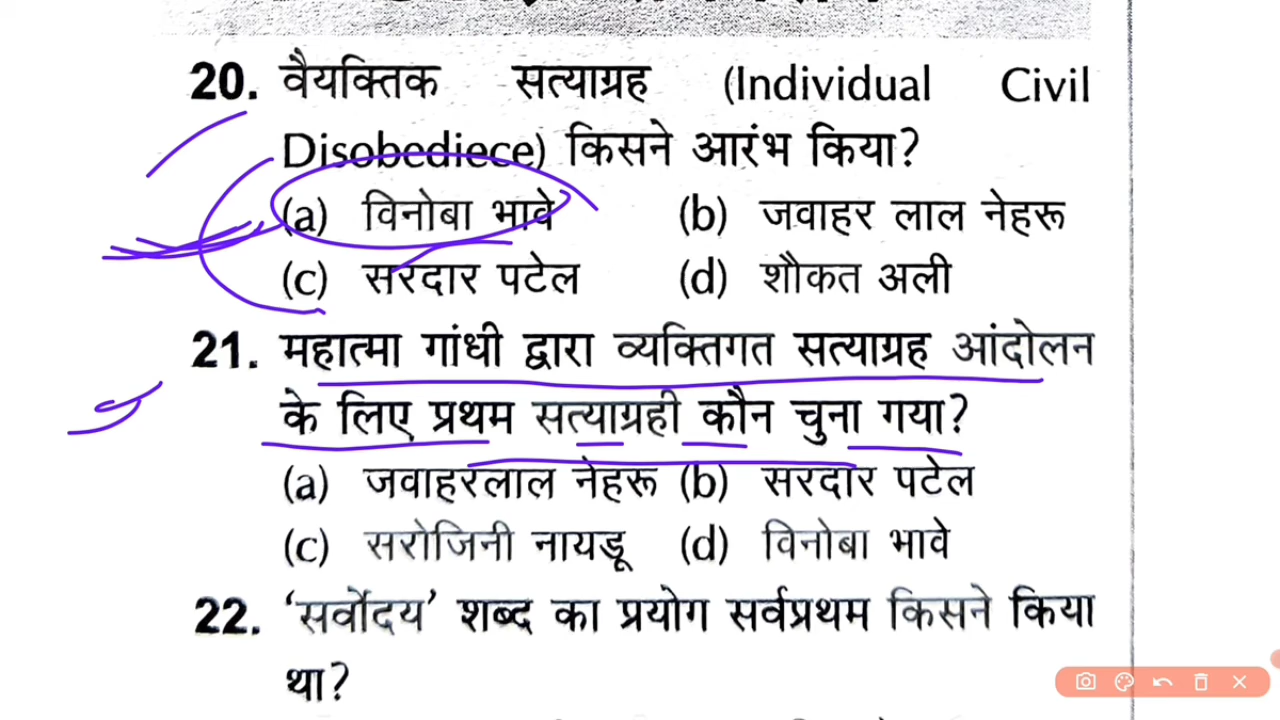 20. वैयक्तिक सत्याग्रह (Individual Civil
Disobediece) किसने आरंभ किया?
(a) विनोबा भावे (b) जवाहर लाल नेहरू
(c) सरदार पटेल (d) शौकत अली
21. महात्मा गांधी द्वारा व्यक्तिगत सत्याग्रह आंदोलन
के लिए प्रथम सत्याग्रही कौन चुना गया?
(a) जवाहरलाल नेहरू (b) सरदार पटेल
(c) सरोजिनी नायडू (d) विनोबा भावे
22. ‘सर्वोदय’ शब्द का प्रयोग सर्वप्रथम किसने किया
था?